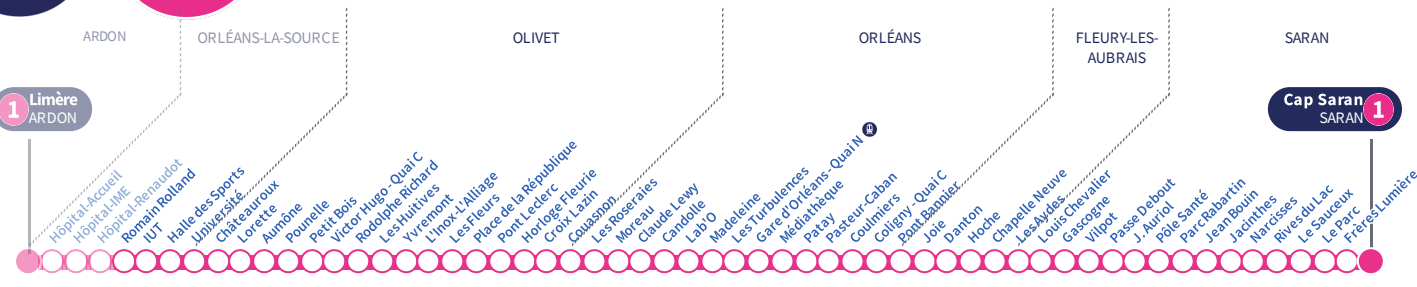 ARDON
ORLÉANS-LA-SOURCE
OLIVET
ORLÉANS
FLEURY-LES-
AUBRAIS
SARAN
1
Limère
ARDON
Cap Saran
SARAN
1
Hôpital-Accueil
Hôpital-IME
Hôpital-Renaudot
Romain Rolland
IUT
Halle des Sports
Université
Châteauroux
Lorette
Aumône
Pounelle
Petit Bois
Victor Hugo - Quai C
Rodolphe Richard
Les Huitives
Yvremont
L'Inox-L'Alliage
Les Fleurs
Place de la République
Pont Leclerc
Horloge Fleurie
Croix Lazin
Couasnon
Les Roseraies
Moreau
Claude Lewy
Candolle
Lab'O
Madeleine
Les Turbulences
Gare d'Orléans - Quai N
Médiathèque
Patay
Pasteur-Caban
Coulmiers
Coligny - Quai C
Pont Bannier
Joie
Danton
Hoche
Chapelle Neuve
Les Aydes
Louis Chevalier
Gascogne
Vilpot
Passe Debout
J. Auriol
Pôle Santé
Parc Rabartin
Jean Bouin
Jacinthes
Narcisses
Rives du Lac
Le Sauceux
Le Parc
Frères Lumière